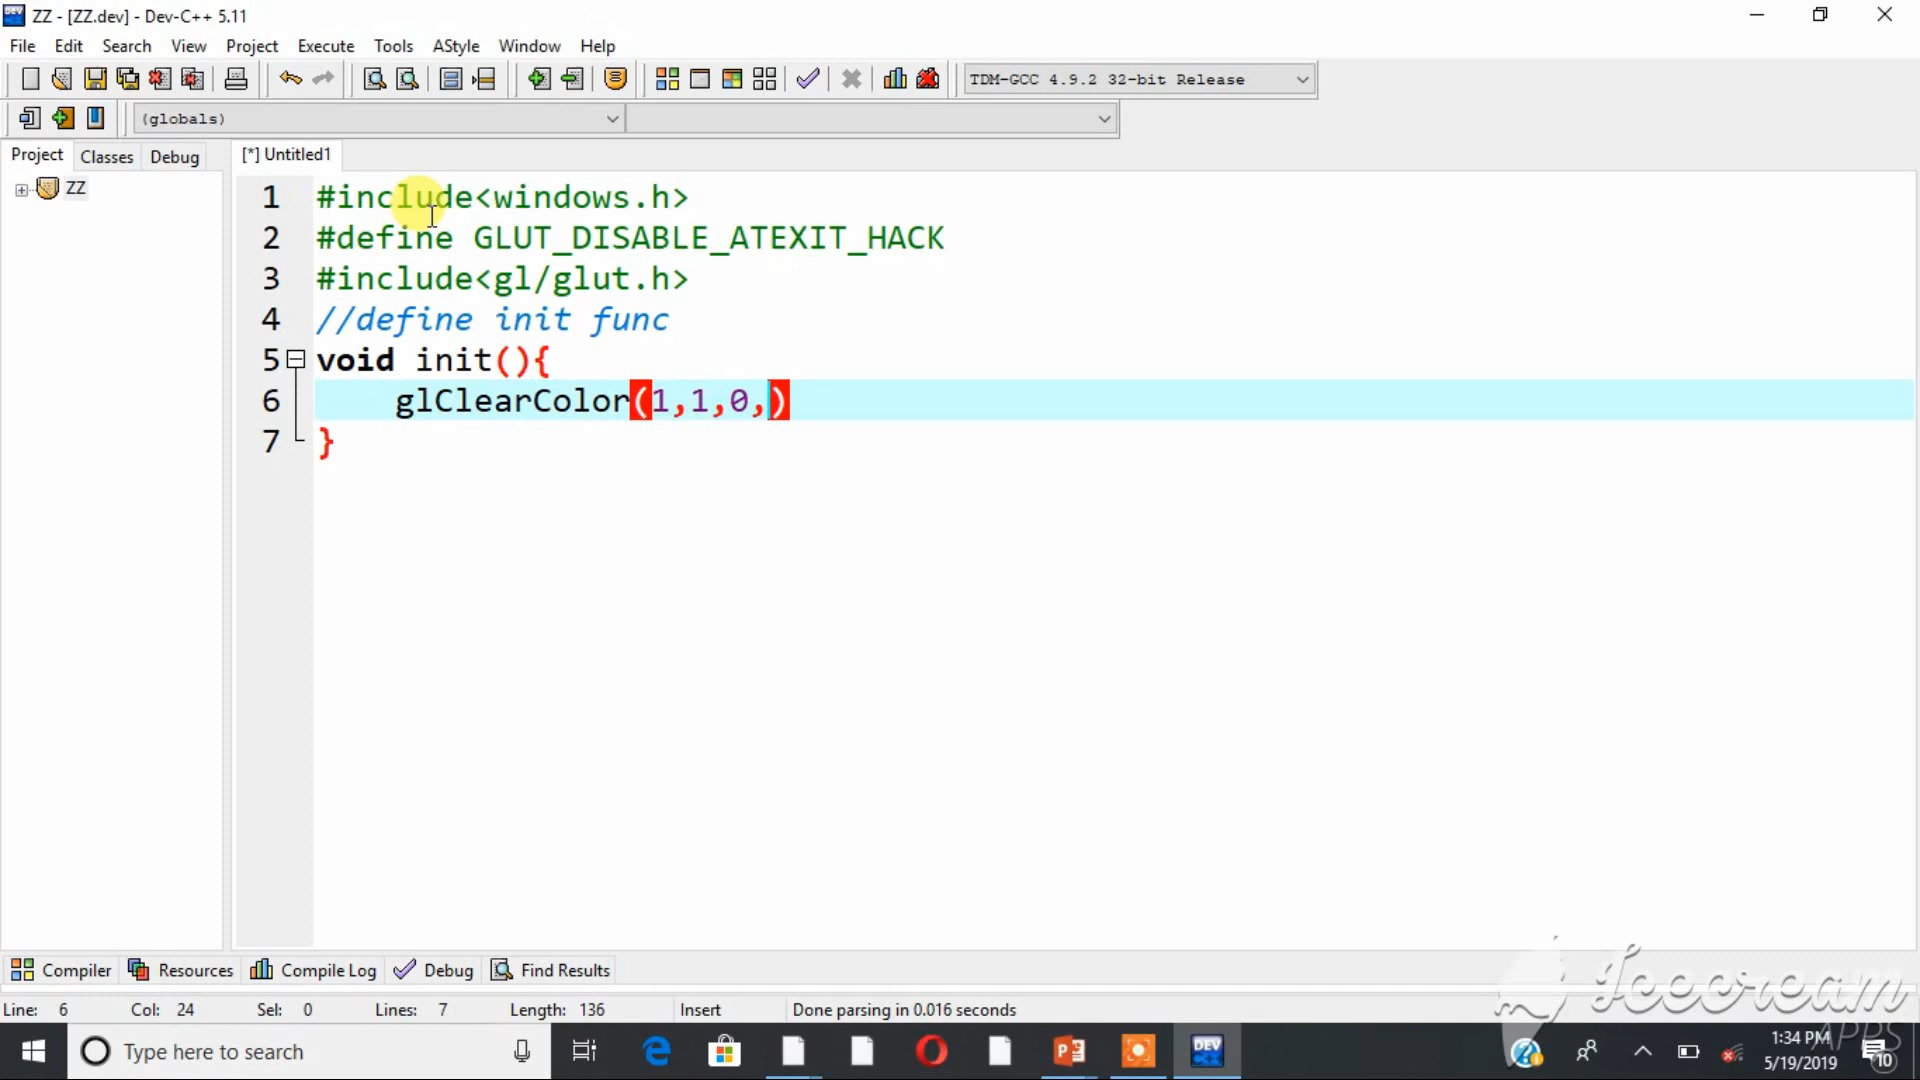 ZZ - [ZZ.dev] - Dev-C++ 5.11
File Edit Search View Project Execute Tools AStyle Window Help
TDM-GCC 4.9.2 32-bit Release
(globals)
Project Classes Debug [*] Untitled1
ZZ
1 #include<windows.h>
2 #define GLUT_DISABLE_ATEXIT_HACK
3 #include<gl/glut.h>
4 //define init func
5 void init(){
6 glClearColor(1,1,0,)
7 }
Compiler Resources Compile Log Debug Find Results
Line: 6 Col: 24 Sel: 0 Lines: 7 Length: 136 Insert Done parsing in 0.016 seconds
Icecream
APPS
Type here to search
DEV
1:34 PM
5/19/2019
10